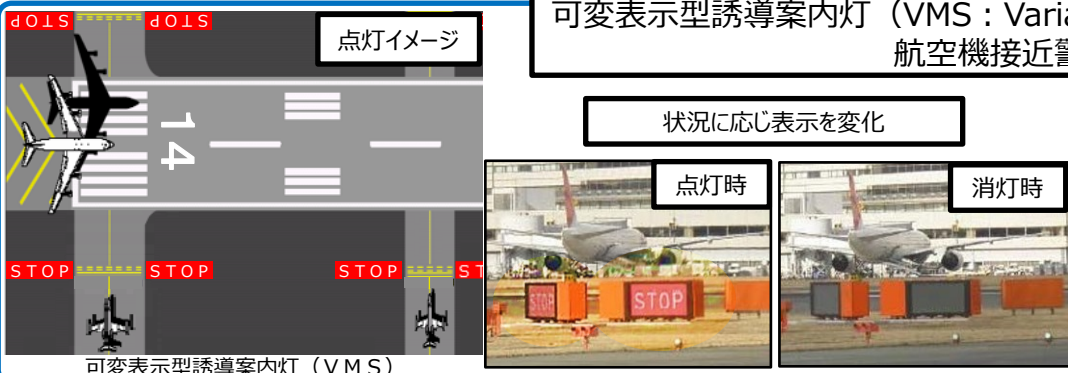 可変表示型誘導案内灯（VMS：Varia
航空機接近警
STOP STOP
点灯イメージ
状況に応じ表示を変化
14
点灯時
消灯時
STOP STOP STOP ST
STOP STOP
可変表示型誘導案内灯（ＶＭＳ）